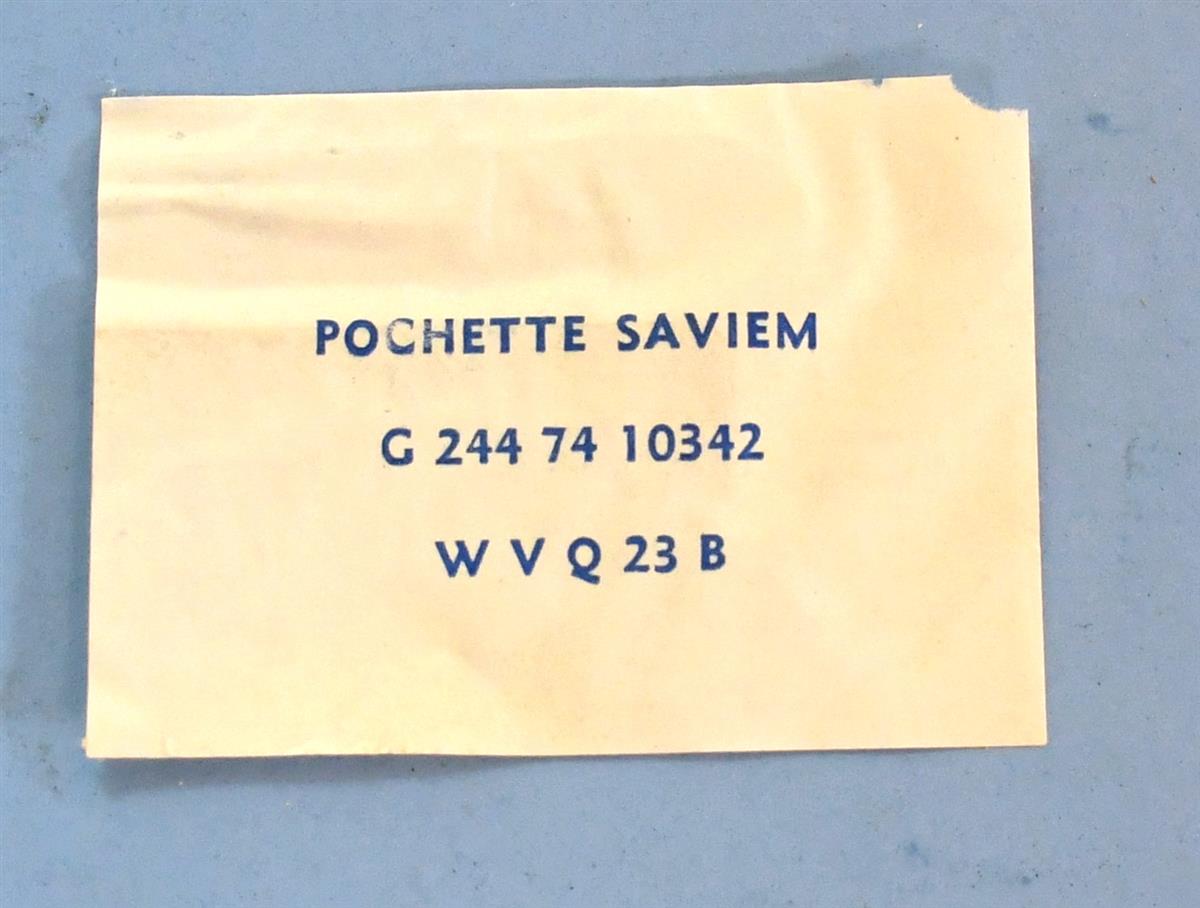 POCHETTE SAVIEM
G 244 74 10342
W V Q 23 B